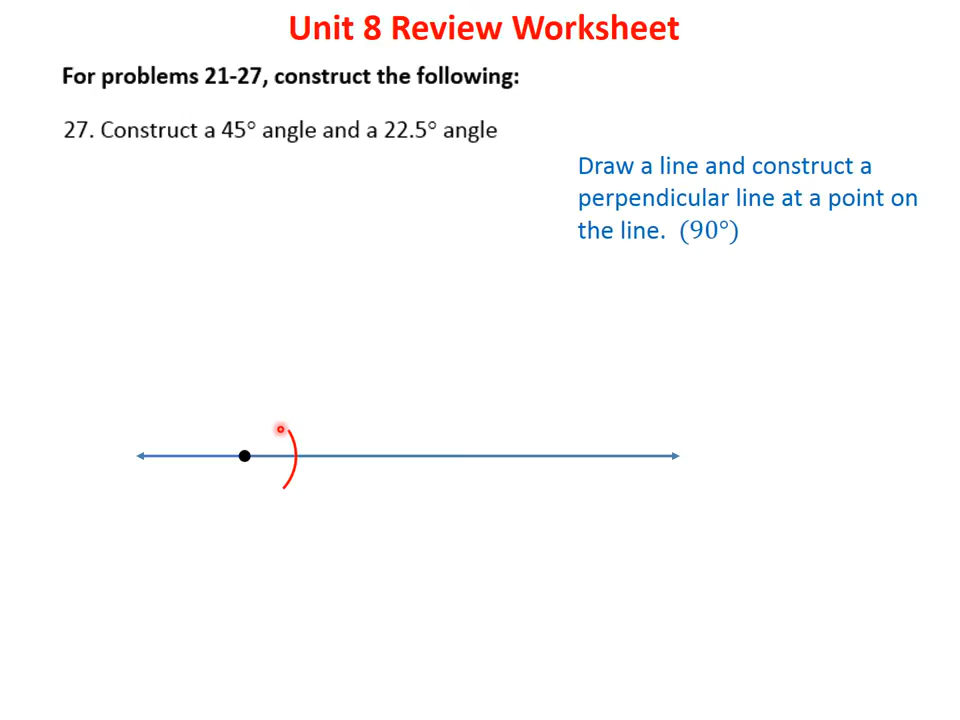 Unit 8 Review Worksheet
For problems 21-27, construct the following:
27. Construct a 45° angle and a 22.5° angle
Draw a line and construct a
perpendicular line at a point on
the line. (90°)